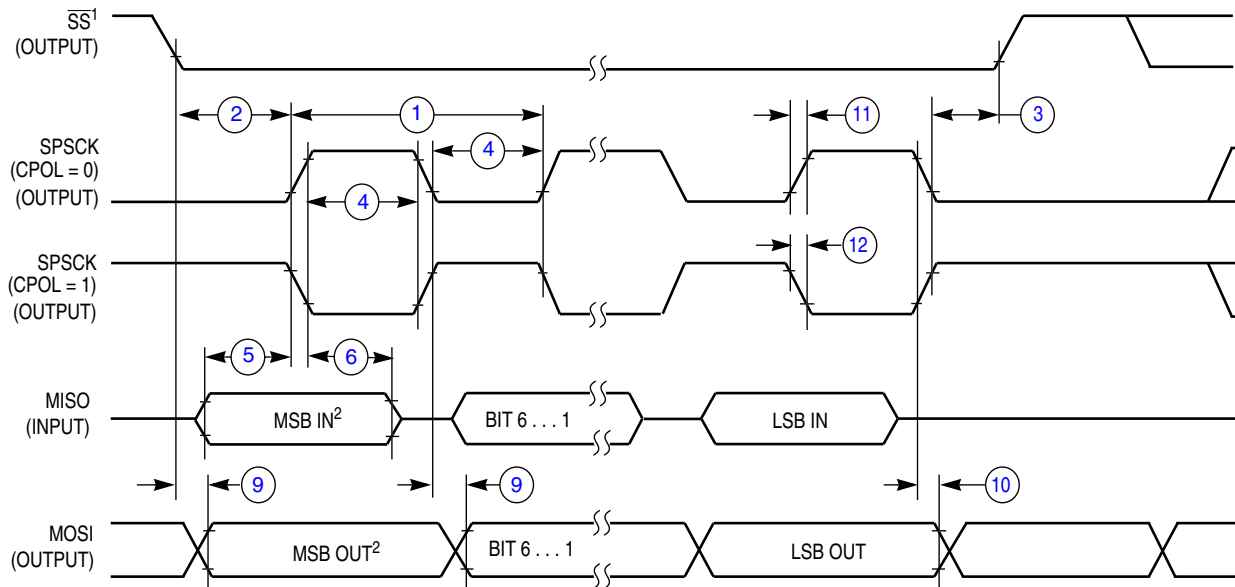 SS¹
(OUTPUT)
2
1
11
3
SPSCK
(CPOL = 0)
(OUTPUT)
4
4
12
SPSCK
(CPOL = 1)
(OUTPUT)
5
6
MISO
(INPUT)
MSB IN²
BIT 6 . . . 1
LSB IN
9
9
10
MOSI
(OUTPUT)
MSB OUT²
BIT 6 . . . 1
LSB OUT